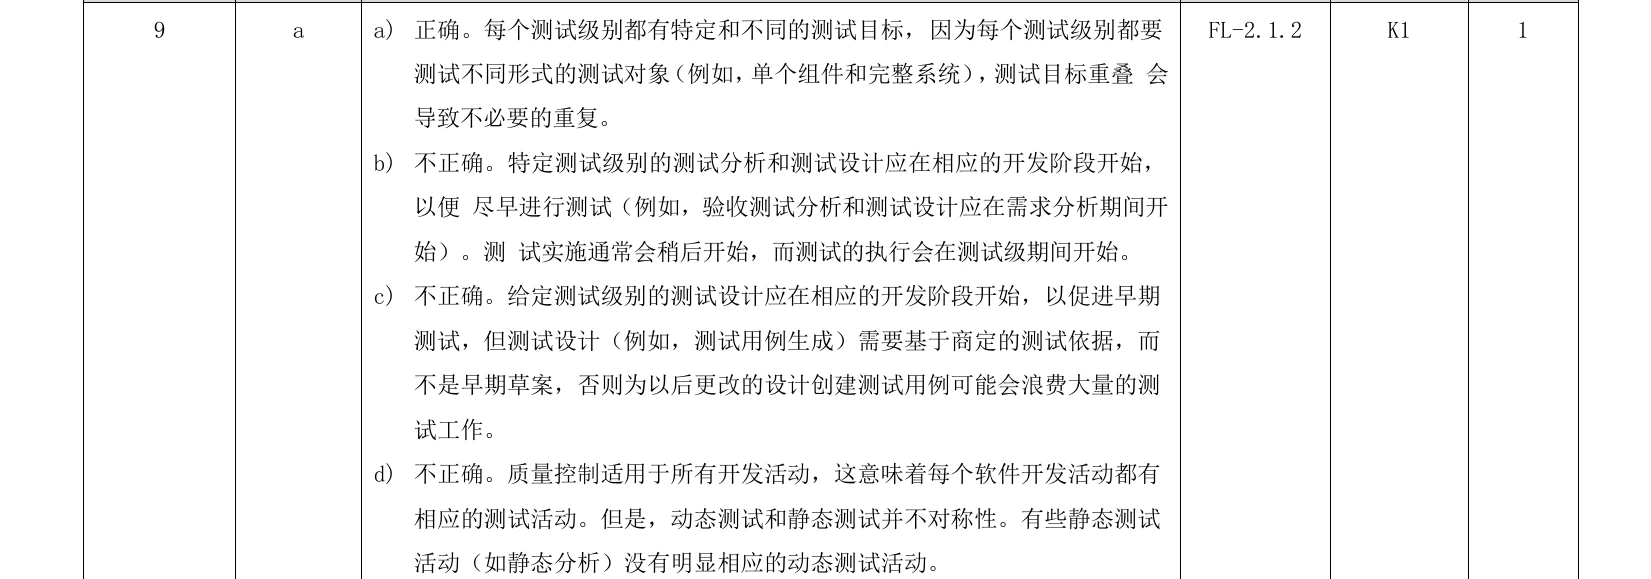 9 a a) 正确。每个测试级别都有特定和不同的测试目标，因为每个测试级别都要 FL-2.1.2 K1 1
测试不同形式的测试对象（例如，单个组件和完整系统），测试目标重叠 会
导致不必要的重复。
b) 不正确。特定测试级别的测试分析和测试设计应在相应的开发阶段开始，
以便 尽早进行测试（例如，验收测试分析和测试设计应在需求分析期间开
始）。测 试实施通常会稍后开始，而测试的执行会在测试级期间开始。
c) 不正确。给定测试级别的测试设计应在相应的开发阶段开始，以促进早期
测试，但测试设计（例如，测试用例生成）需要基于商定的测试依据，而
不是早期草案，否则为以后更改的设计创建测试用例可能会浪费大量的测
试工作。
d) 不正确。质量控制适用于所有开发活动，这意味着每个软件开发活动都有
相应的测试活动。但是，动态测试和静态测试并不对称性。有些静态测试
活动（如静态分析）没有明显相应的动态测试活动。